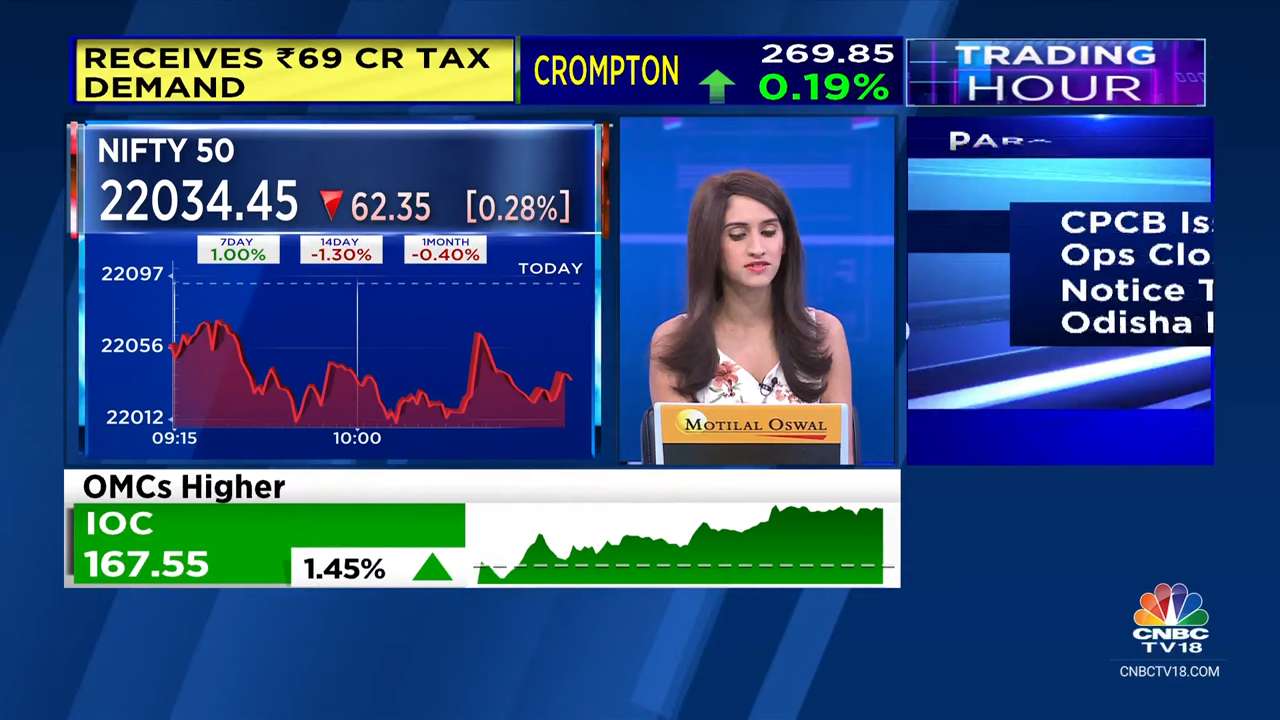 RECEIVES ₹69 CR TAX
DEMAND
CROMPTON
269.85
0.19%
TRADING
HOUR
NIFTY 50
22034.45 62.35 [0.28%]
7DAY
1.00%
14DAY
-1.30%
1MONTH
-0.40%
TODAY
22097
22056
22012
09:15
10:00
MOTILAL OSWAL
CPCB
Notice
Odisha
OMCs Higher
IOC
167.55
1.45%
CNBC
TV18
CNBCTV18.COM